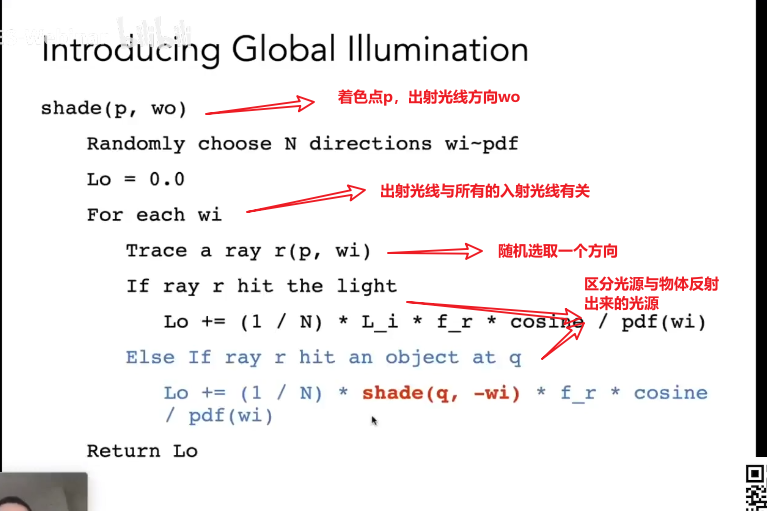 Introducing Global Illumination
shade(p, wo)
着色点p，出射光线方向wo
Randomly choose N directions wi~pdf
Lo = 0.0
出射光线与所有的入射光线有关
For each wi
Trace a ray r(p, wi)
随机选取一个方向
If ray r hit the light
区分光源与物体反射
出来的光源
Lo += (1 / N) * L_i * f_r * cosine / pdf(wi)
Else If ray r hit an object at q
Lo += (1 / N) * shade(q, -wi) * f_r * cosine
/ pdf(wi)
Return Lo